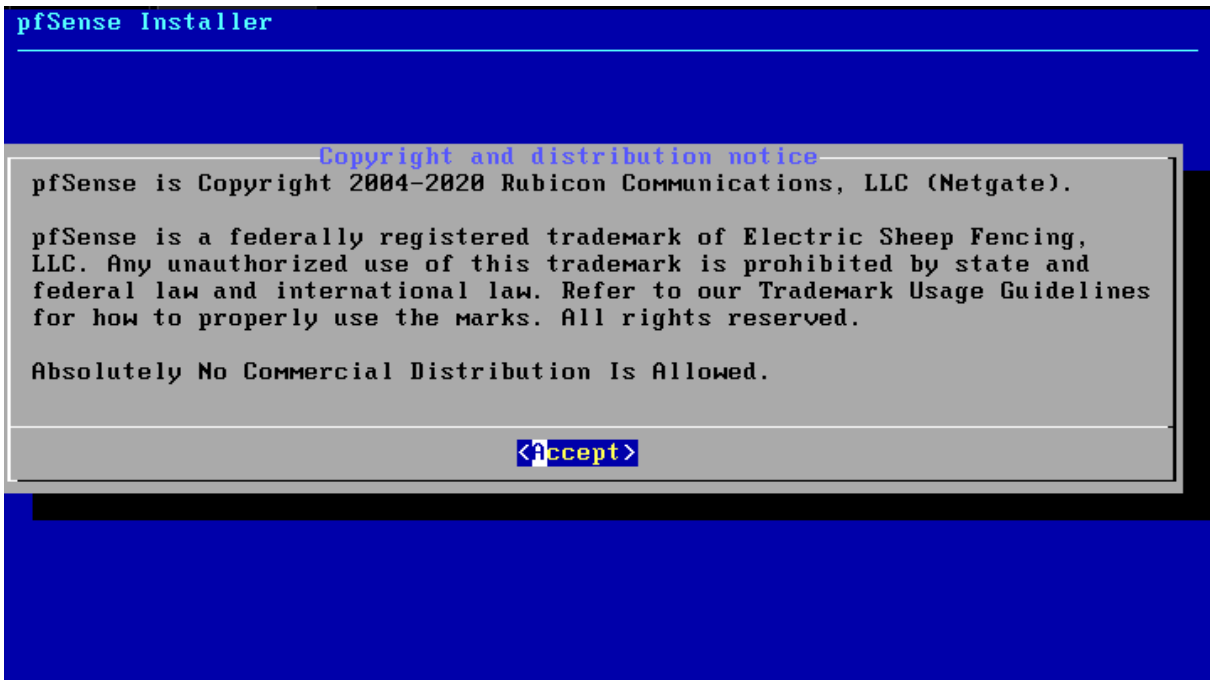 pfSense Installer
Copyright and distribution notice
pfSense is Copyright 2004-2020 Rubicon Communications, LLC (Netgate).
pfSense is a federally registered trademark of Electric Sheep Fencing,
LLC. Any unauthorized use of this trademark is prohibited by state and
federal law and international law. Refer to our Trademark Usage Guidelines
for how to properly use the marks. All rights reserved.
Absolutely No Commercial Distribution Is Allowed.
<Accept>